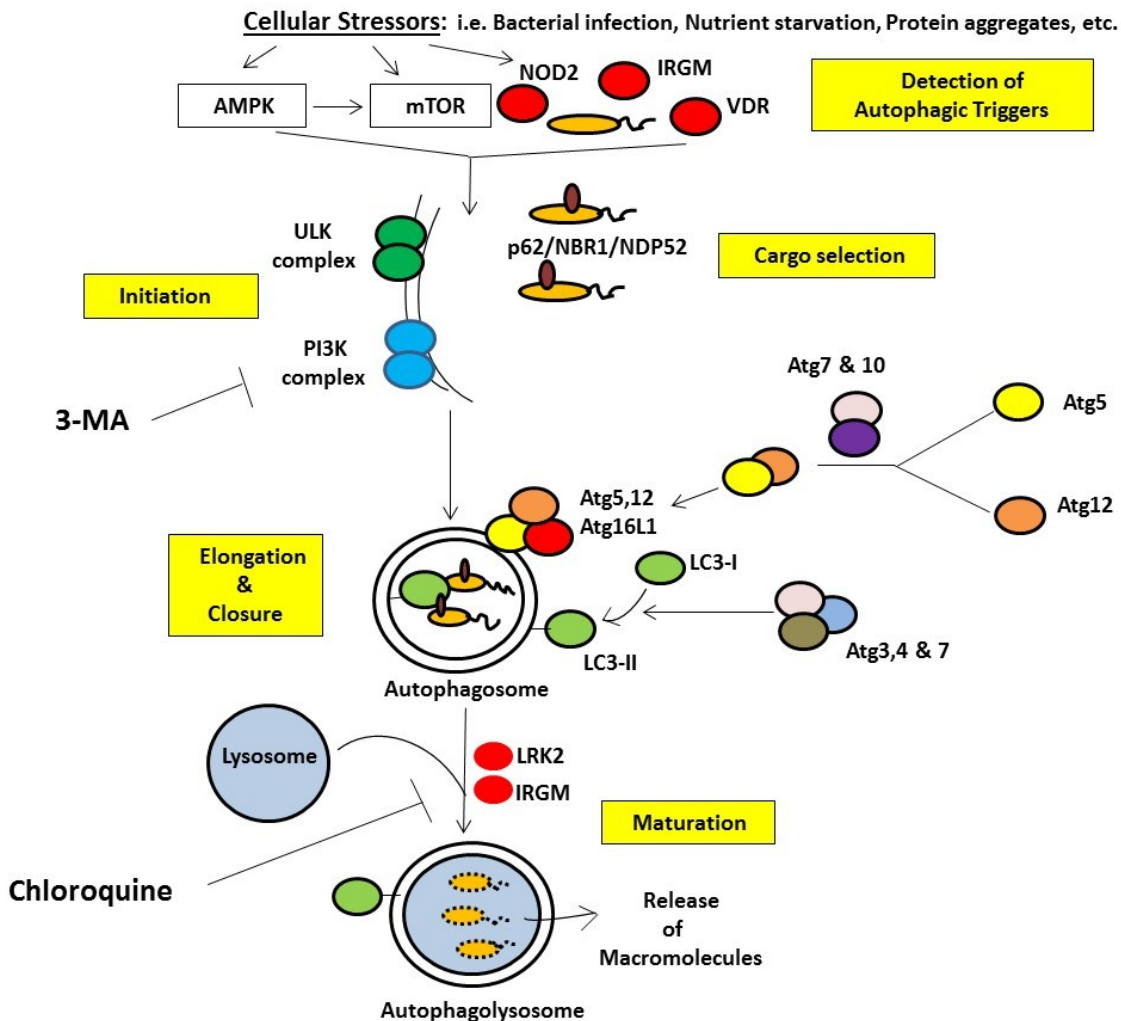 Cellular Stressors: i.e. Bacterial infection, Nutrient starvation, Protein aggregates, etc.
AMPK
mTOR
NOD2
IRGM
VDR
Detection of
Autophagic Triggers
ULK
complex
p62/NBR1/NDP52
Cargo selection
Initiation
PI3K
complex
3-MA
Atg7 & 10
Atg5
Atg12
Atg5,12
Atg16L1
Elongation
&
Closure
LC3-I
LC3-II
Atg3,4 & 7
Autophagosome
Lysosome
LRK2
IRGM
Maturation
Chloroquine
Release
of
Macromolecules
Autophagolysosome